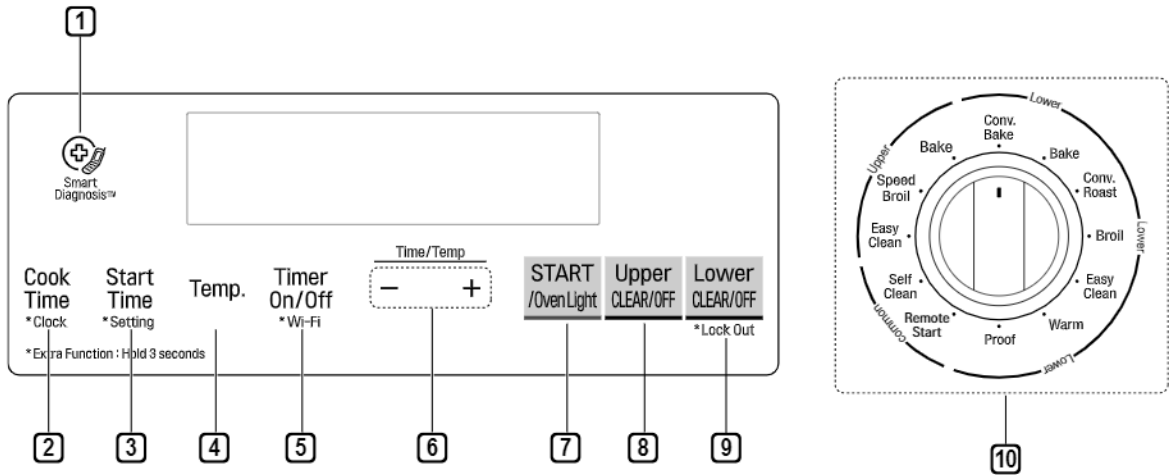 1
Smart
Diagnosis™
Time/Temp
Cook
Time
*Clock
Start
Time
*Setting
Temp.
Timer
On/Off
*Wi-Fi
−
+
START
/Oven Light
Upper
CLEAR/OFF
Lower
CLEAR/OFF
*Lock Out
*Extra Function : Hold 3 seconds
2
3
4
5
6
7
8
9
Lower
Conv.
Bake
Bake
Conv.
Roast
Lower
Broil
Easy
Clean
Warm
Lower
Proof
Remote
Start
Common
Self
Clean
Easy
Clean
Speed
Broil
Upper
Bake
10